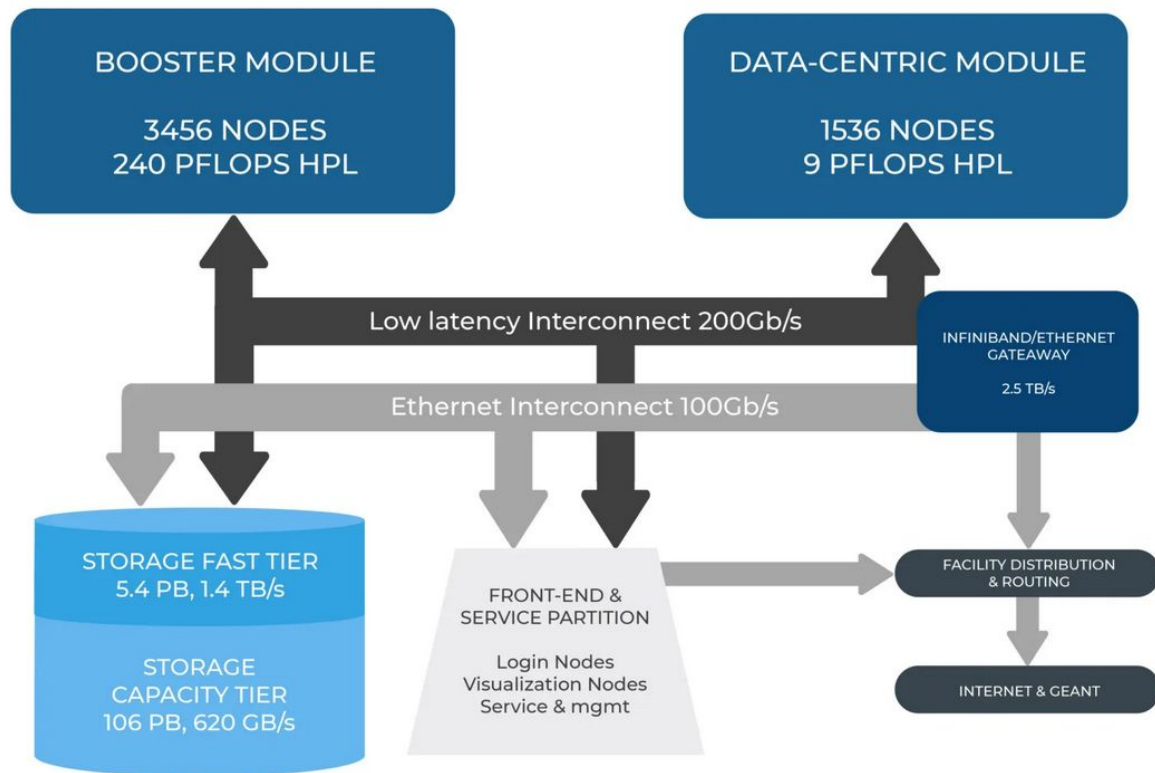 BOOSTER MODULE
3456 NODES
240 PFLOPS HPL
DATA-CENTRIC MODULE
1536 NODES
9 PFLOPS HPL
Low latency Interconnect 200Gb/s
INFINIBAND/ETHERNET
GATEAWAY
2.5 TB/s
Ethernet Interconnect 100Gb/s
STORAGE FAST TIER
5.4 PB, 1.4 TB/s
STORAGE
CAPACITY TIER
106 PB, 620 GB/s
FRONT-END &
SERVICE PARTITION
Login Nodes
Visualization Nodes
Service & mgmt
FACILITY DISTRIBUTION
& ROUTING
INTERNET & GEANT